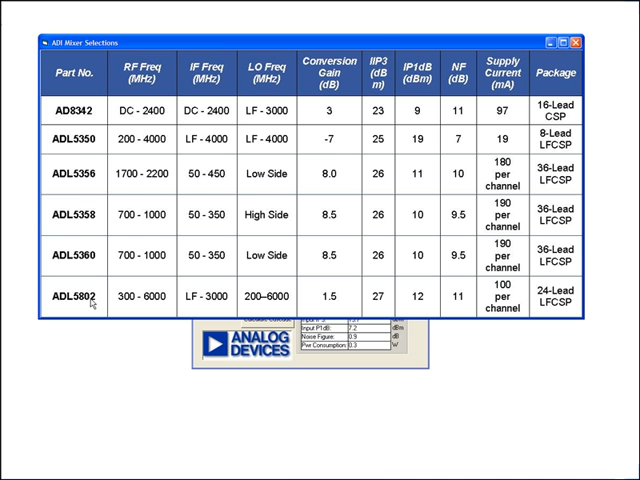 ADI Mixer Selections
Part No. RF Freq (MHz) IF Freq (MHz) LO Freq (MHz) Conversion Gain (dB) IIP3 (dB m) IP1dB (dBm) NF (dB) Supply Current (mA) Package
AD8342 DC - 2400 DC - 2400 LF - 3000 3 23 9 11 97 16-Lead CSP
ADL5350 200 - 4000 LF - 4000 LF - 4000 -7 25 19 7 19 8-Lead LFCSP
ADL5356 1700 - 2200 50 - 450 Low Side 8.0 26 11 10 180 per channel 36-Lead LFCSP
ADL5358 700 - 1000 50 - 350 High Side 8.5 26 10 9.5 190 per channel 36-Lead LFCSP
ADL5360 700 - 1000 50 - 350 Low Side 8.5 26 10 9.5 190 per channel 36-Lead LFCSP
ADL5802 300 - 6000 LF - 3000 200–6000 1.5 27 12 11 100 per channel 24-Lead LFCSP
Input P1dB: 7.2 dBm
Noise Figure: 0.9 dB
Pwr Consumption: 0.3 W
ANALOG
DEVICES